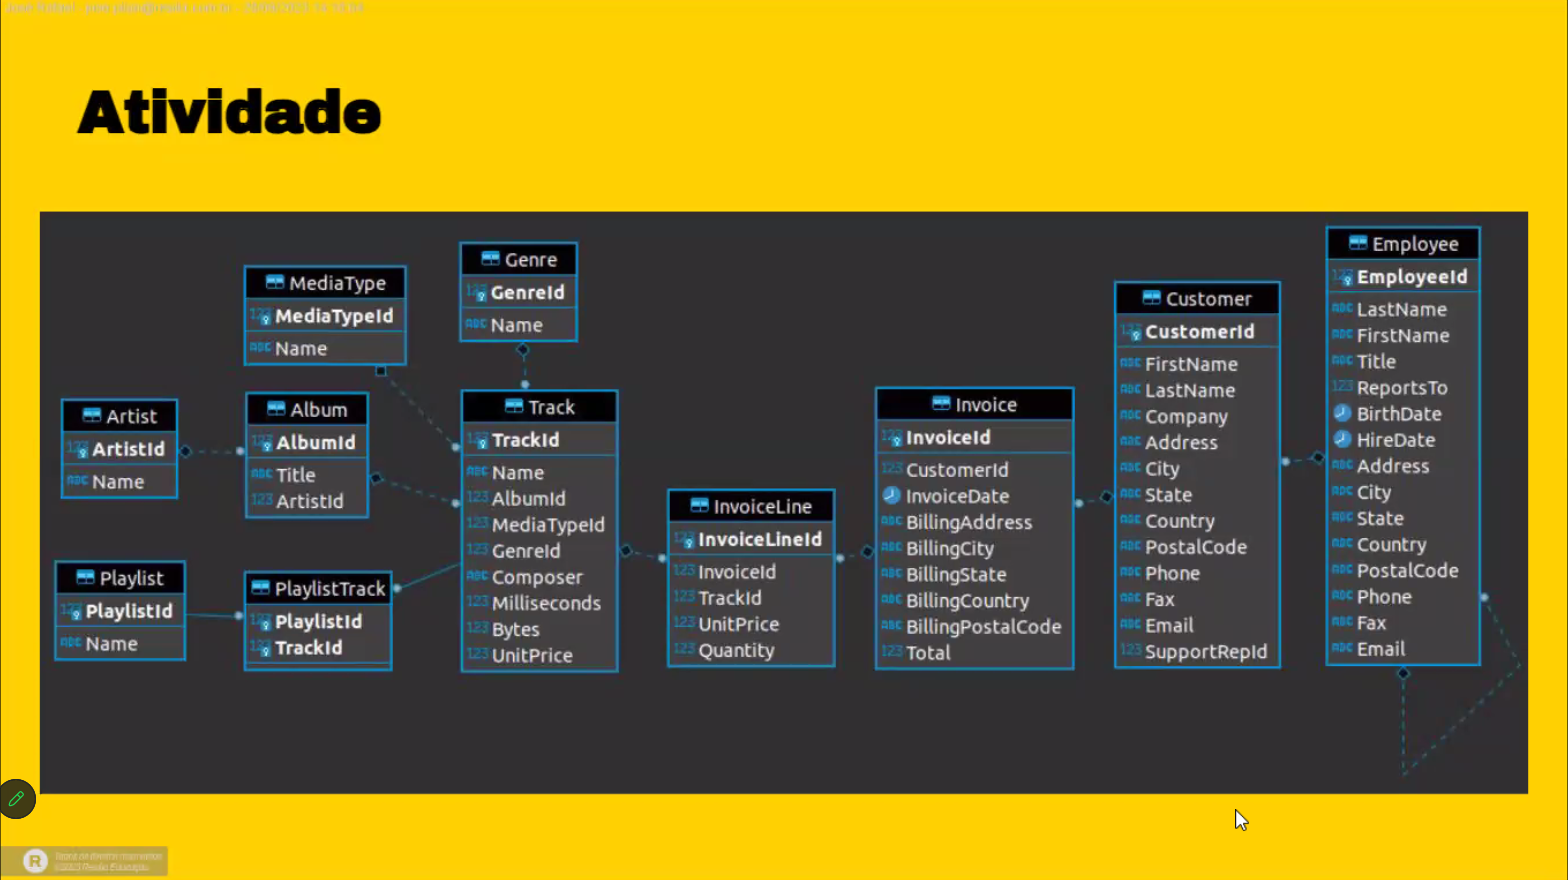 Atividade
MediaType
MediaTypeId
Name
Genre
GenreId
Name
Artist
ArtistId
Name
Album
AlbumId
Title
ArtistId
Playlist
PlaylistId
Name
PlaylistTrack
PlaylistId
TrackId
Track
TrackId
Name
AlbumId
MediaTypeId
GenreId
Composer
Milliseconds
Bytes
UnitPrice
InvoiceLine
InvoiceLineId
InvoiceId
TrackId
UnitPrice
Quantity
Invoice
InvoiceId
CustomerId
InvoiceDate
BillingAddress
BillingCity
BillingState
BillingCountry
BillingPostalCode
Total
Customer
CustomerId
FirstName
LastName
Company
Address
City
State
Country
PostalCode
Phone
Fax
Email
SupportRepId
Employee
EmployeeId
LastName
FirstName
Title
ReportsTo
BirthDate
HireDate
Address
City
State
Country
PostalCode
Phone
Fax
Email
R